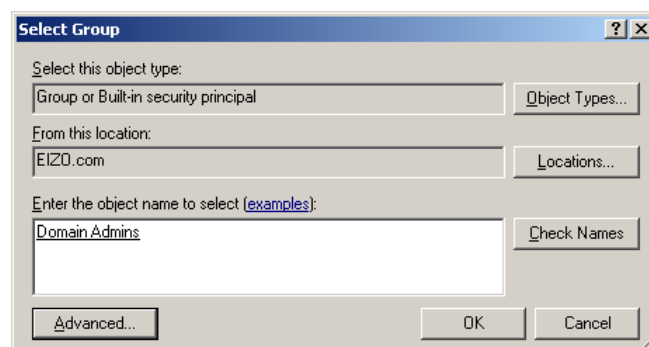 Select Group
Select this object type:
Group or Built-in security principal
Object Types...
From this location:
EIZO.com
Locations...
Enter the object name to select (examples):
Domain Admins
Check Names
Advanced...
OK
Cancel